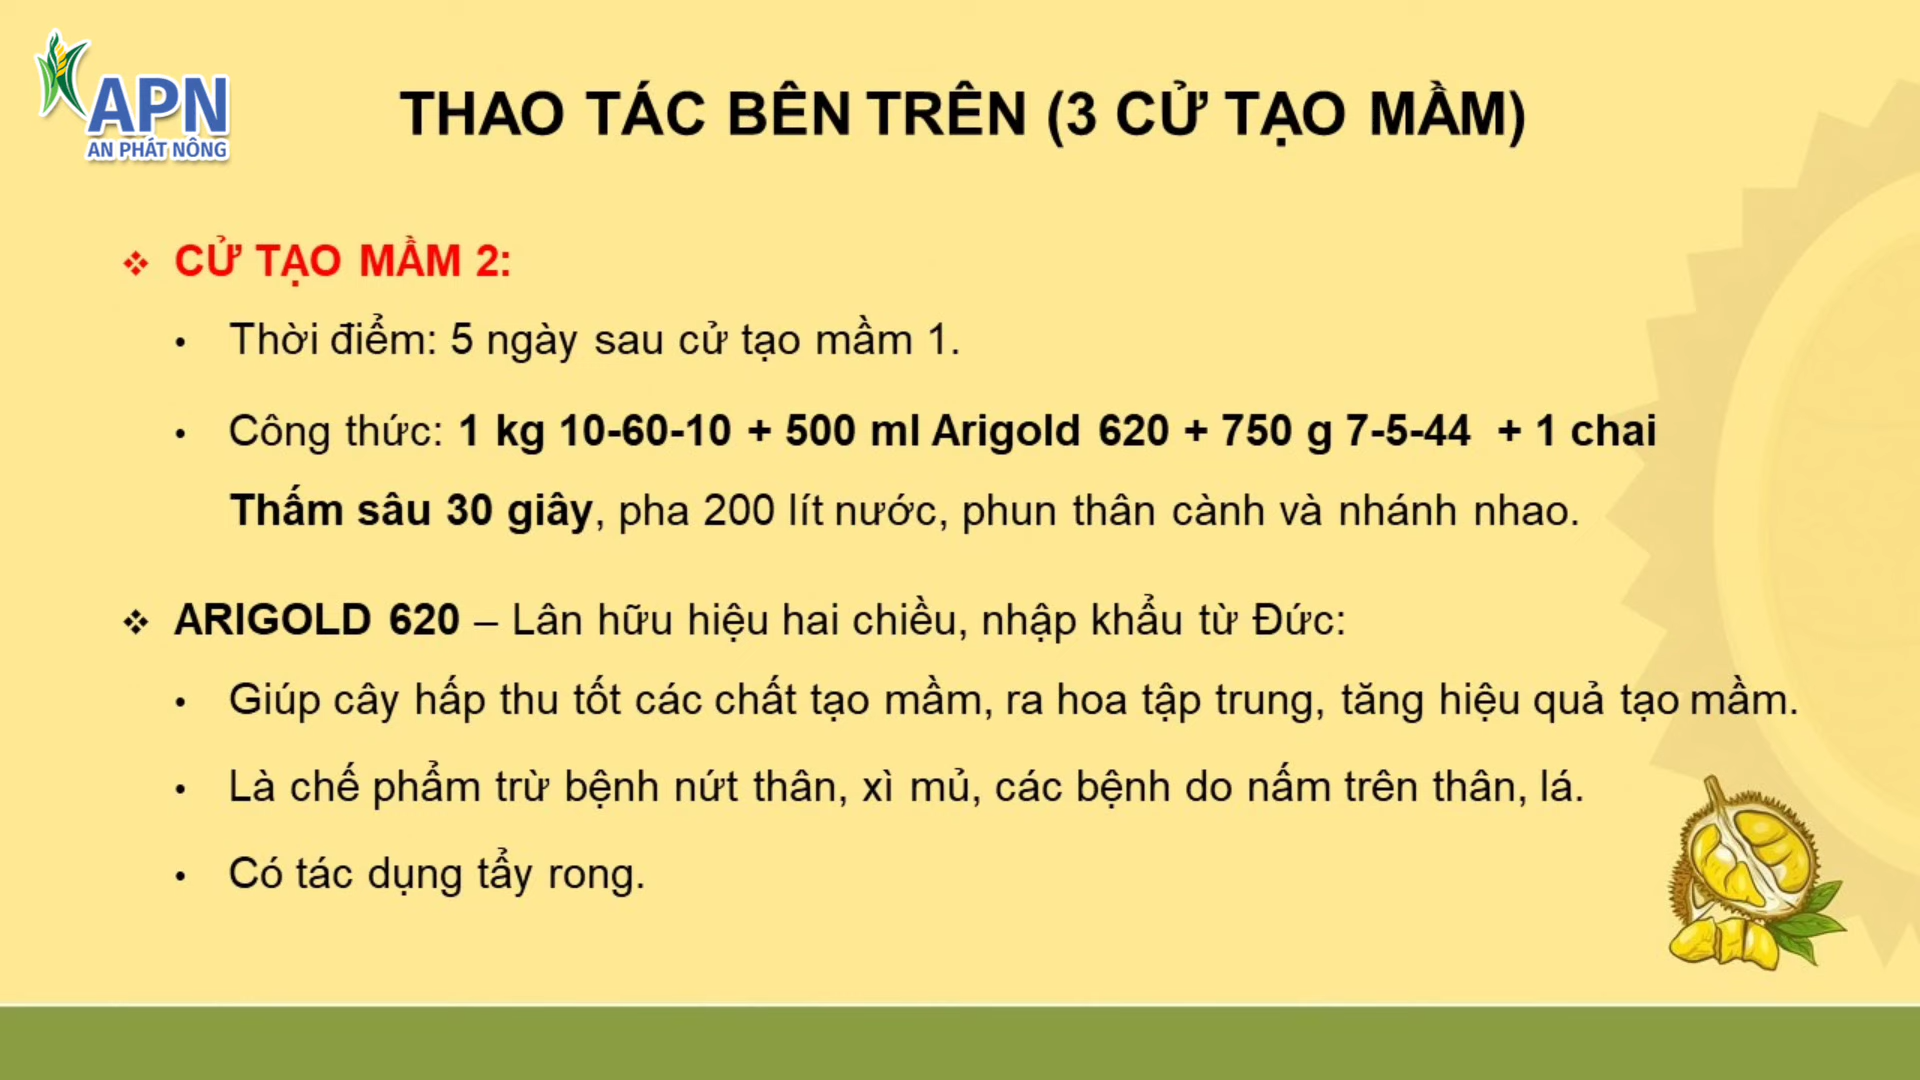 APN
AN PHÁT NÔNG
THAO TÁC BÊN TRÊN (3 CỬ TẠO MẦM)
❖ CỬ TẠO MẦM 2:
• Thời điểm: 5 ngày sau cử tạo mầm 1.
• Công thức: 1 kg 10-60-10 + 500 ml Arigold 620 + 750 g 7-5-44 + 1 chai
Thấm sâu 30 giây, pha 200 lít nước, phun thân cành và nhánh nhao.
❖ ARIGOLD 620 – Lân hữu hiệu hai chiều, nhập khẩu từ Đức:
• Giúp cây hấp thu tốt các chất tạo mầm, ra hoa tập trung, tăng hiệu quả tạo mầm.
• Là chế phẩm trừ bệnh nứt thân, xì mủ, các bệnh do nấm trên thân, lá.
• Có tác dụng tẩy rong.